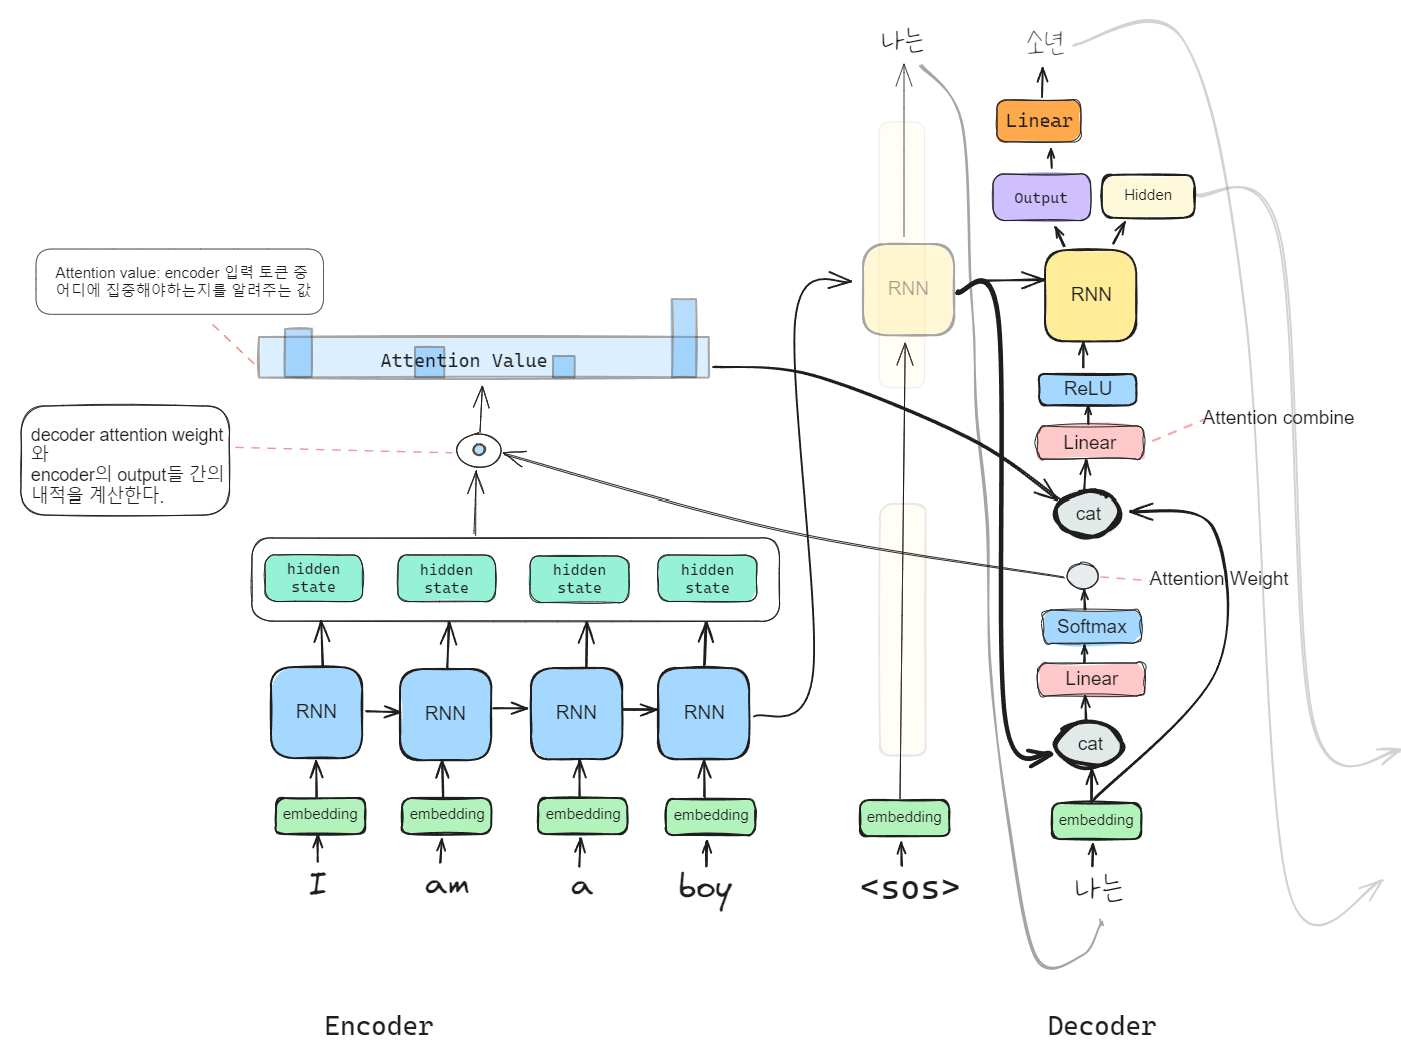 나는
소년
Linear
Output
Hidden
RNN
RNN
ReLU
Linear
Attention combine
cat
Attention Weight
Softmax
Linear
cat
embedding
embedding
<sos>
나는
Attention value: encoder 입력 토큰 중
어디에 집중해야하는지를 알려주는 값
Attention Value
decoder attention weight
와
encoder의 output들 간의
내적을 계산한다.
hidden
state
hidden
state
hidden
state
hidden
state
RNN
RNN
RNN
RNN
embedding
embedding
embedding
embedding
I
am
a
boy
Encoder
Decoder